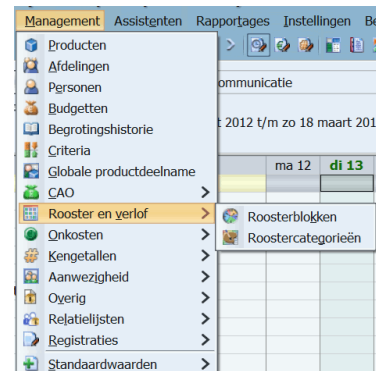 Management Assistenten Rapportages Instellingen Be
Producten
Afdelingen
Personen
ommunicatie
Budgetten
Begrotingshistorie
t 2012 t/m zo 18 maart 201
Criteria
Globale productdeelname
ma 12 di 13
CAO
Rooster en verlof
Roosterblokken
Onkosten
Roostercategorieën
Kengetallen
Aanwezigheid
Overig
Relatielijsten
Registraties
Standaardwaarden